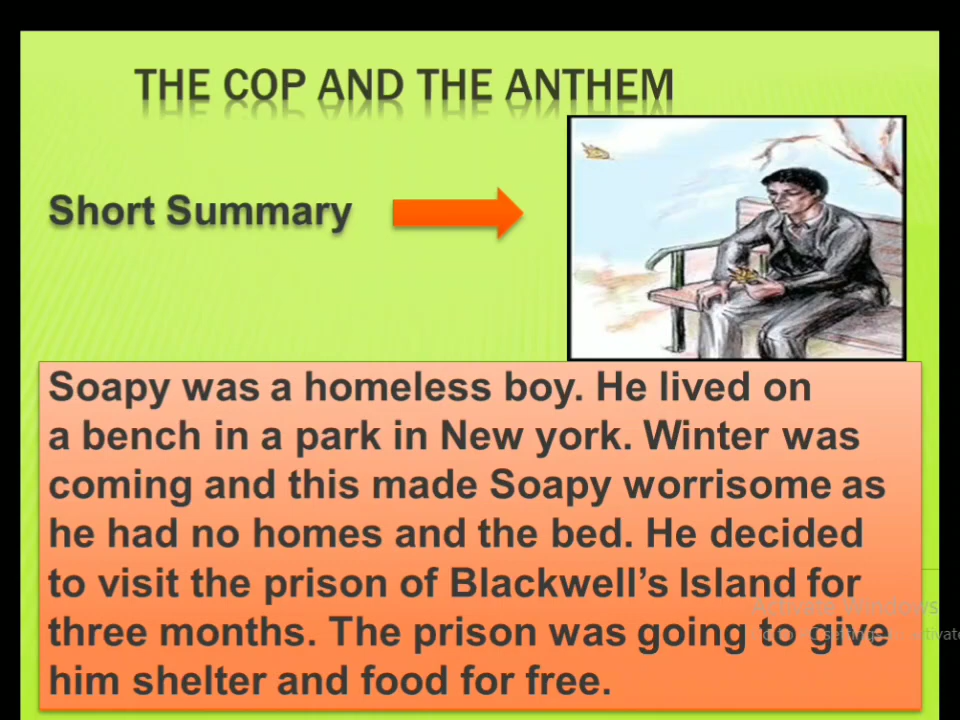 THE COP AND THE ANTHEM
Short Summary
Soapy was a homeless boy. He lived on
a bench in a park in New york. Winter was
coming and this made Soapy worrisome as
he had no homes and the bed. He decided
to visit the prison of Blackwell's Island for
three months. The prison was going to give
him shelter and food for free.
Activate Windows